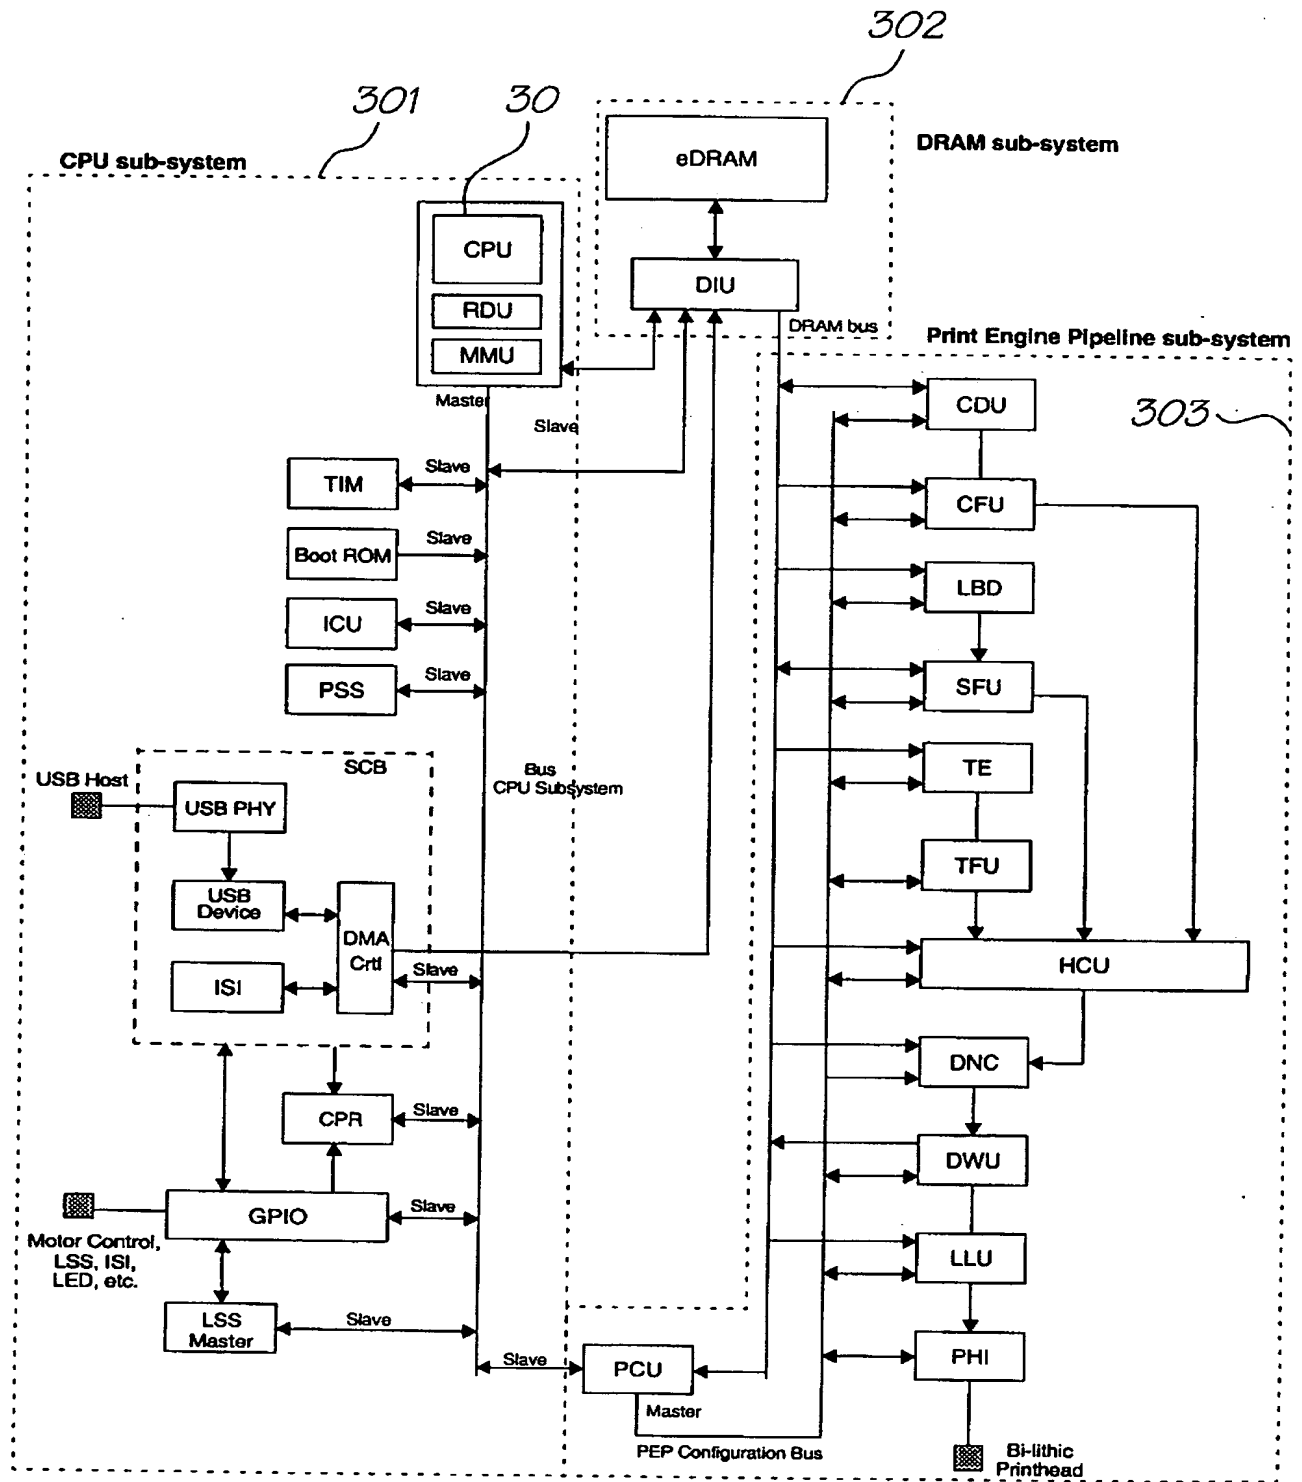 302
301
30
CPU sub-system
DRAM sub-system
eDRAM
CPU
RDU
MMU
DIU
DRAM bus
Print Engine Pipeline sub-system
Master
Slave
CDU
303
TIM
Slave
CFU
Boot ROM
Slave
LBD
ICU
Slave
PSS
Slave
SFU
SCB
Bus
CPU Subsystem
TE
USB Host
USB PHY
TFU
USB
Device
DMA
Crtl
ISI
Slave
HCU
DNC
CPR
Slave
DWU
GPIO
Slave
Motor Control,
LSS, ISI,
LED, etc.
LLU
LSS
Master
Slave
Slave
PCU
PHI
Master
PEP Configuration Bus
Bi-lithic
Printhead